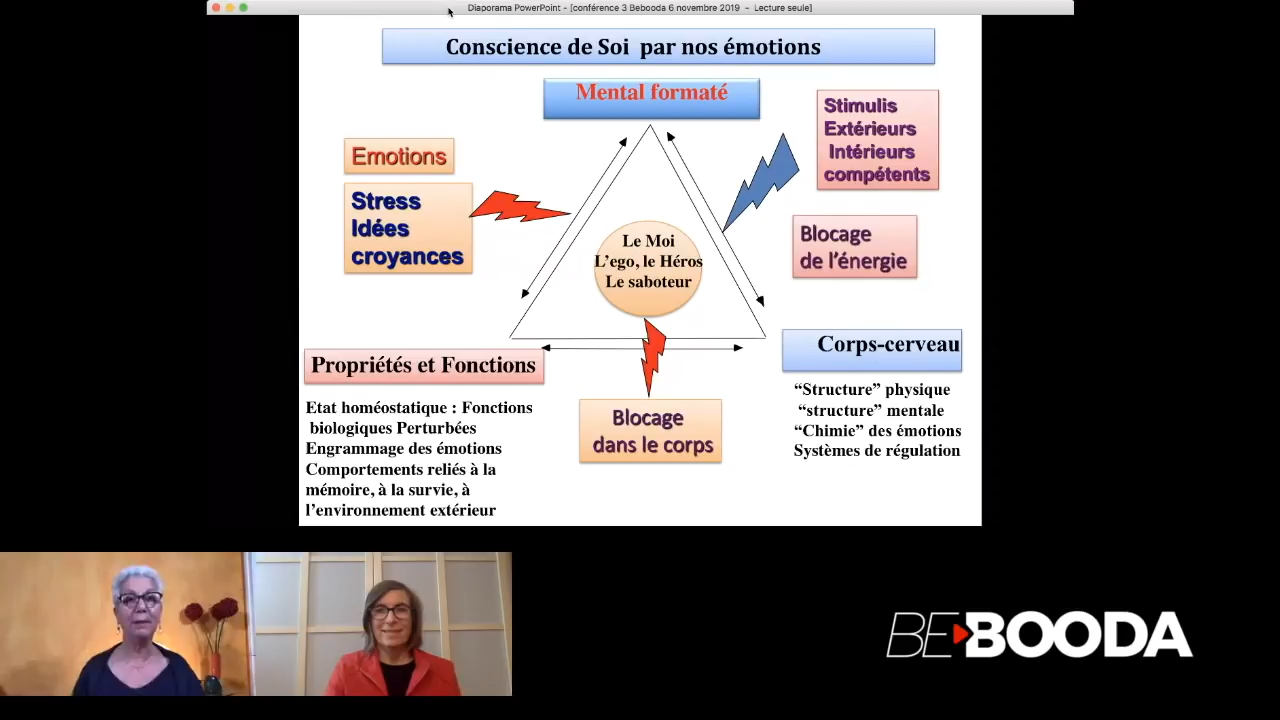 Diaporama PowerPoint - [conférence 3 Bebooda 6 novembre 2019 - Lecture seule]
Conscience de Soi par nos émotions
Mental formaté
Stimulis
Extérieurs
Intérieurs
compétents
Emotions
Stress
Idées
croyances
Blocage
de l'énergie
Le Moi
L'ego, le Héros
Le saboteur
Propriétés et Fonctions
Corps-cerveau
Etat homéostatique : Fonctions
biologiques Perturbées
Engrammage des émotions
Comportements reliés à la
mémoire, à la survie, à
l'environnement extérieur
Blocage
dans le corps
“Structure” physique
“structure” mentale
“Chimie” des émotions
Systèmes de régulation
BEBOODA